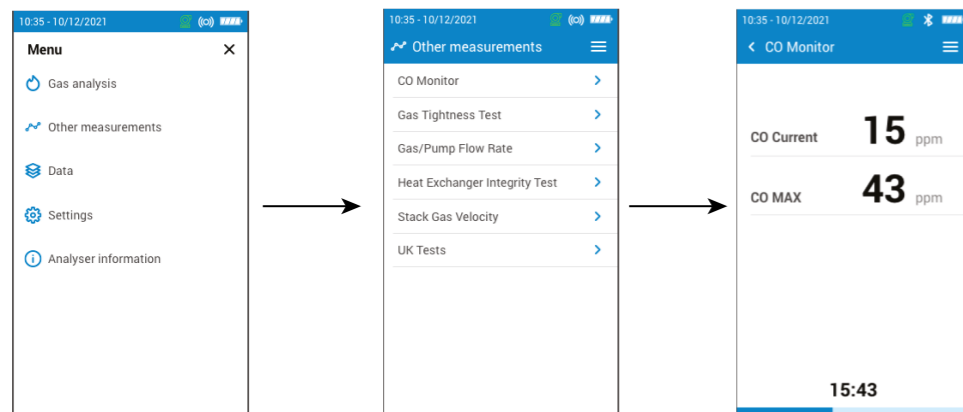 10:35 - 10/12/2021
Menu
Gas analysis
Other measurements
Data
Settings
Analyser information
10:35 - 10/12/2021
Other measurements
CO Monitor
Gas Tightness Test
Gas/Pump Flow Rate
Heat Exchanger Integrity Test
Stack Gas Velocity
UK Tests
10:35 - 10/12/2021
CO Monitor
CO Current 15 ppm
CO MAX 43 ppm
15:43